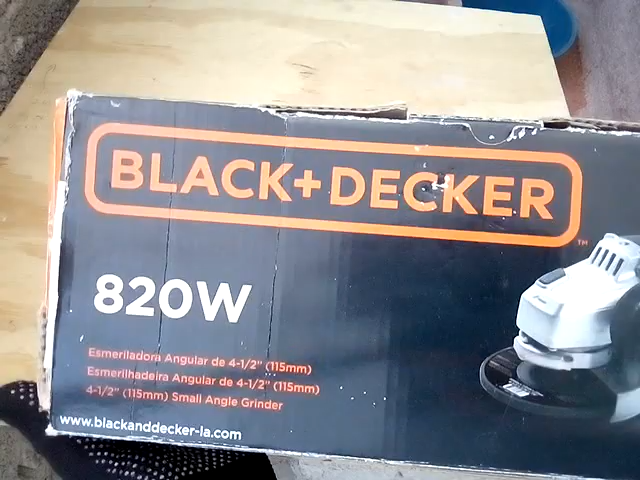 BLACK+DECKER
TM
820W
Esmeriladora Angular de 4-1/2" (115mm)
Esmerilhadeira Angular de 4-1/2" (115mm)
4-1/2" (115mm) Small Angle Grinder
www.blackanddecker-la.com